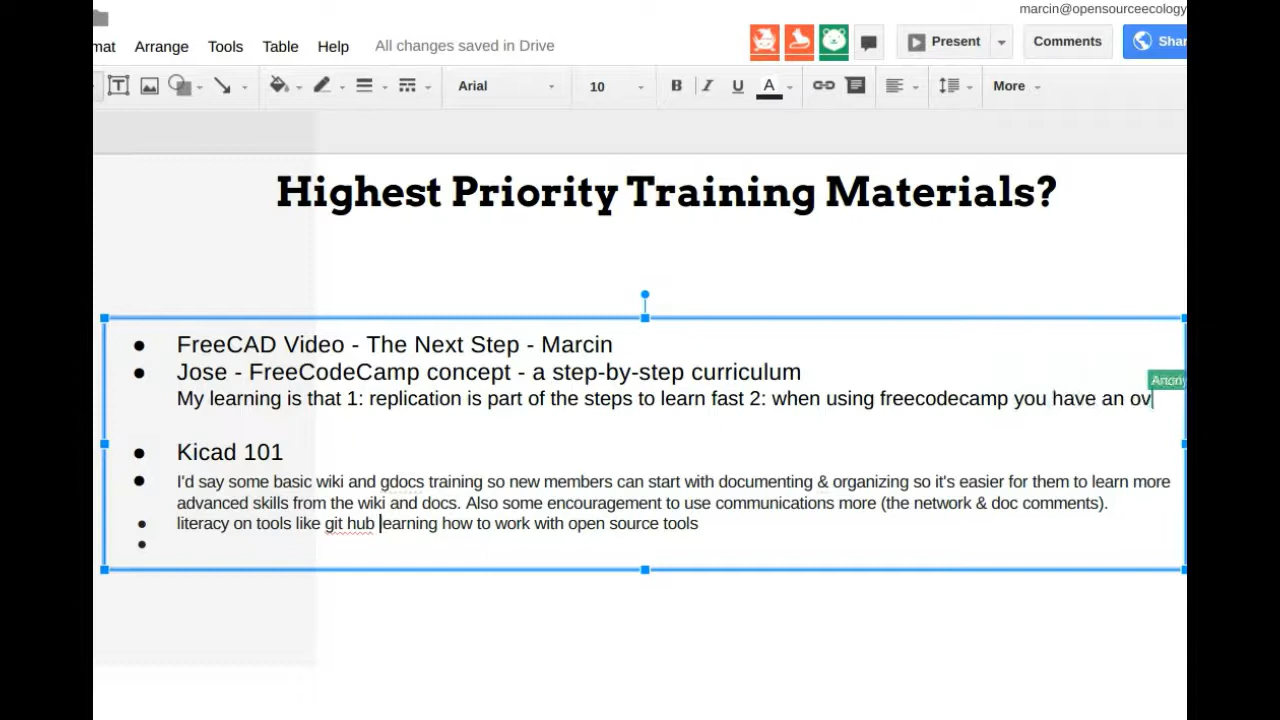 marcin@opensourceecology
mat Arrange Tools Table Help All changes saved in Drive Present Comments Shar
Arial 10 B I U A More
Highest Priority Training Materials?
● FreeCAD Video - The Next Step - Marcin
● Jose - FreeCodeCamp concept - a step-by-step curriculum
Anony
My learning is that 1: replication is part of the steps to learn fast 2: when using freecodecamp you have an ov
● Kicad 101
● I'd say some basic wiki and gdocs training so new members can start with documenting & organizing so it's easier for them to learn more
advanced skills from the wiki and docs. Also some encouragement to use communications more (the network & doc comments).
● literacy on tools like git hub learning how to work with open source tools
●